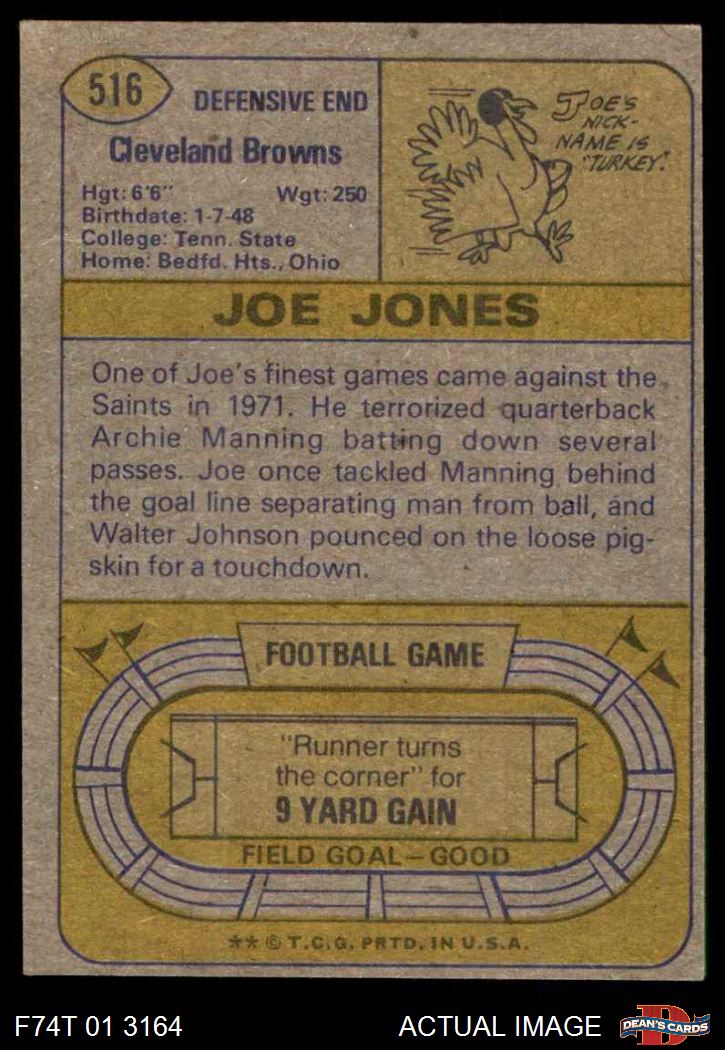 516
DEFENSIVE END
Cleveland Browns
Hgt: 6'6" Wgt: 250
Birthdate: 1-7-48
College: Tenn. State
Home: Bedfd. Hts., Ohio
JOE'S
NICK-
NAME IS
"TURKEY."
JOE JONES
One of Joe's finest games came against the
Saints in 1971. He terrorized quarterback
Archie Manning batting down several
passes. Joe once tackled Manning behind
the goal line separating man from ball, and
Walter Johnson pounced on the loose pig-
skin for a touchdown.
FOOTBALL GAME
"Runner turns
the corner" for
9 YARD GAIN
FIELD GOAL—GOOD
** © T.C.G. PRTD. IN U.S.A.
F74T 01 3164 ACTUAL IMAGE
D
DEAN'S CARDS